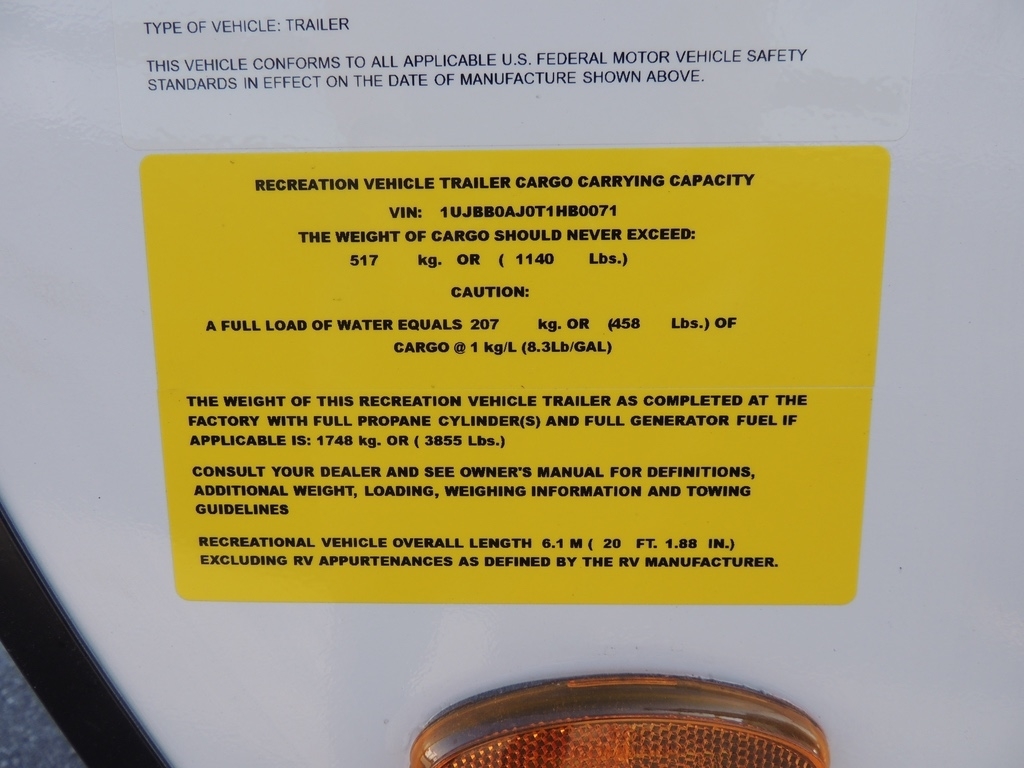 TYPE OF VEHICLE: TRAILER
THIS VEHICLE CONFORMS TO ALL APPLICABLE U.S. FEDERAL MOTOR VEHICLE SAFETY
STANDARDS IN EFFECT ON THE DATE OF MANUFACTURE SHOWN ABOVE.
RECREATION VEHICLE TRAILER CARGO CARRYING CAPACITY
VIN: 1UJBB0AJ0T1HB0071
THE WEIGHT OF CARGO SHOULD NEVER EXCEED:
517 kg. OR ( 1140 Lbs.)
CAUTION:
A FULL LOAD OF WATER EQUALS 207 kg. OR (458 Lbs.) OF
CARGO @ 1 kg/L (8.3Lb/GAL)
THE WEIGHT OF THIS RECREATION VEHICLE TRAILER AS COMPLETED AT THE
FACTORY WITH FULL PROPANE CYLINDER(S) AND FULL GENERATOR FUEL IF
APPLICABLE IS: 1748 kg. OR ( 3855 Lbs.)
CONSULT YOUR DEALER AND SEE OWNER'S MANUAL FOR DEFINITIONS,
ADDITIONAL WEIGHT, LOADING, WEIGHING INFORMATION AND TOWING
GUIDELINES
RECREATIONAL VEHICLE OVERALL LENGTH 6.1 M ( 20 FT. 1.88 IN.)
EXCLUDING RV APPURTENANCES AS DEFINED BY THE RV MANUFACTURER.